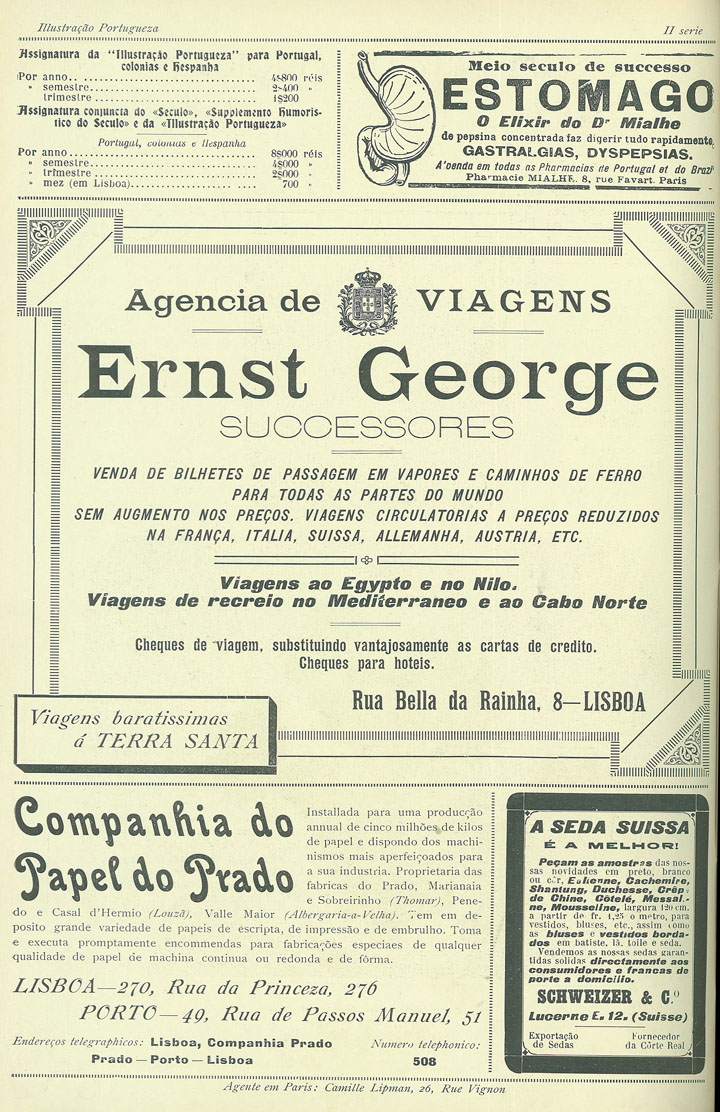 Illustração Portugueza
II serie
Assignatura da "Illustração Portugueza" para Portugal,
colonias e Hespanha
Por anno.. 4$800 réis
» semestre... 2$400 »
trimestre... 1$200
Assignatura conjuncta do «Seculo», «Supplemento Humoris-
tico do Seculo» e da «Illustração Portugueza»
Portugal, colonias e Hespanha
Por anno... 8$000 réis
» semestre... 4$000 »
» trimestre... 2$000 »
» mez (em Lisboa)... 700 »
Meio seculo de successo
ESTOMAGO
O Elixir do Dr Mialhe
de pepsina concentrada faz digerir tudo rapidamente,
GASTRALGIAS, DYSPEPSIAS.
A'venda em todas as Pharmacias de Portugal et do Brazil
Pharmacie MIALHE. 8, rue Favart. Paris
Agencia de VIAGENS
Ernst George
SUCCESSORES
VENDA DE BILHETES DE PASSAGEM EM VAPORES E CAMINHOS DE FERRO
PARA TODAS AS PARTES DO MUNDO
SEM AUGMENTO NOS PREÇOS. VIAGENS CIRCULATORIAS A PREÇOS REDUZIDOS
NA FRANÇA, ITALIA, SUISSA, ALLEMANHA, AUSTRIA, ETC.
Viagens ao Egypto e no Nilo.
Viagens de recreio no Mediterraneo e ao Cabo Norte
Cheques de viagem, substituindo vantajosamente as cartas de credito.
Cheques para hoteis.
Rua Bella da Rainha, 8—LISBOA
Viagens baratissimas
á TERRA SANTA
Companhia do
Papel do Prado
Installada para uma producção
annual de cinco milhões de kilos
de papel e dispondo dos machi-
nismos mais aperfeiçoados para
a sua industria. Proprietaria das
fabricas do Prado, Marianaia
e Sobreirinho (Thomar), Pene-
do e Casal d'Hermio (Louzã), Valle Maior (Albergaria-a-Velha). Tem em de-
posito grande variedade de papeis de escripta, de impressão e de embrulho. Toma
e executa promptamente encommendas para fabricações especiaes de qualquer
qualidade de papel de machina continua ou redonda e de fôrma.
LISBOA—270, Rua da Princeza, 276
PORTO—49, Rua de Passos Manuel, 51
Endereços telegraphicos: Lisboa, Companhia Prado
Prado—Porto—Lisboa
Numero telephonico:
508
A SEDA SUISSA
É A MELHOR!
Peçam as amostras das nos-
sas novidades em preto, branco
ou côr, Eolienne, Cachemire,
Shantung, Duchesse, Crêpe
de Chine, Côtelé, Messali-
ne, Mousseline, largura 120 cm.
a partir de fr. 1,25 o metro, para
vestidos, bluses, etc., assim como
as bluses e vestidos borda-
dos em batiste, lã, toile e seda.
Vendemos as nossas sedas garan-
tidas solidas directamente aos
consumidores e francas de
porte a domicilio.
SCHWEIZER & C.º
Lucerne E. 12. (Suisse)
Exportação
de Sedas
Fornecedor
da Côrte Real
Agente em Paris: Camille Lipman, 26, Rue Vignon